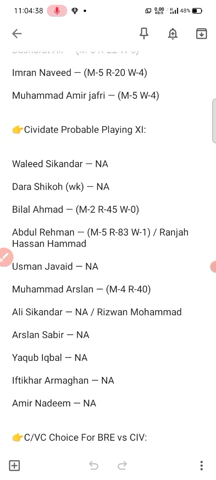 11:04:38
48%
Imran Naveed – (M-5 R-20 W-4)
Muhammad Amir jafri – (M-5 W-4)
👉Cividate Probable Playing XI:
Waleed Sikandar – NA
Dara Shikoh (wk) – NA
Bilal Ahmad – (M-2 R-45 W-0)
Abdul Rehman – (M-5 R-83 W-1) / Ranjah
Hassan Hammad
Usman Javaid – NA
Muhammad Arslan – (M-4 R-40)
Ali Sikandar – NA / Rizwan Mohammad
Arslan Sabir – NA
Yaqub Iqbal – NA
Iftikhar Armaghan – NA
Amir Nadeem – NA
👉C/VC Choice For BRE vs CIV: